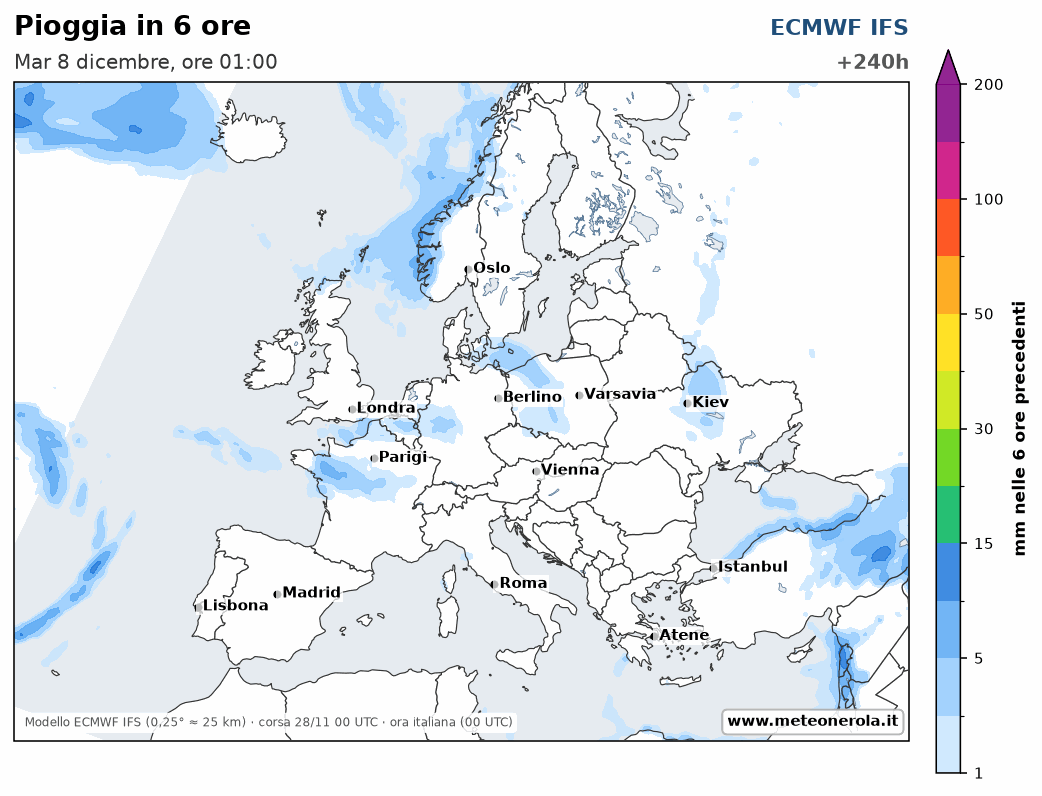 Pioggia in 6 ore
ECMWF IFS
Mar 8 dicembre, ore 01:00
+240h
200
100
50
30
15
5
1
mm nelle 6 ore precedenti
Oslo
Berlino
Varsavia
Kiev
Londra
Parigi
Vienna
Istanbul
Roma
Madrid
Lisbona
Atene
Modello ECMWF IFS (0,25° ≈ 25 km) · corsa 28/11 00 UTC · ora italiana (00 UTC)
www.meteonerola.it